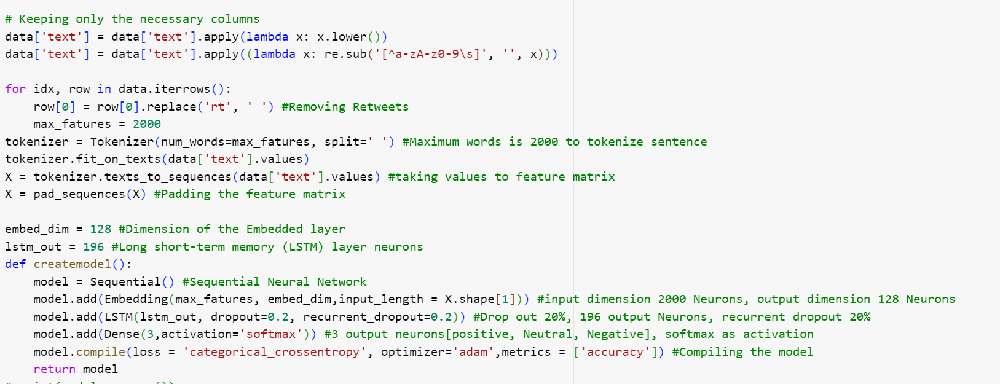 # Keeping only the necessary columns
data['text'] = data['text'].apply(lambda x: x.lower())
data['text'] = data['text'].apply((lambda x: re.sub('[^a-zA-z0-9\s]', '', x)))
for idx, row in data.iterrows():
    row[0] = row[0].replace('rt', ' ') #Removing Retweets
    max_fatures = 2000
tokenizer = Tokenizer(num_words=max_fatures, split=' ') #Maximum words is 2000 to tokenize sentence
tokenizer.fit_on_texts(data['text'].values)
X = tokenizer.texts_to_sequences(data['text'].values) #taking values to feature matrix
X = pad_sequences(X) #Padding the feature matrix
embed_dim = 128 #Dimension of the Embedded layer
lstm_out = 196 #Long short-term memory (LSTM) layer neurons
def createmodel():
    model = Sequential() #Sequential Neural Network
    model.add(Embedding(max_fatures, embed_dim,input_length = X.shape[1])) #input dimension 2000 Neurons, output dimension 128 Neurons
    model.add(LSTM(lstm_out, dropout=0.2, recurrent_dropout=0.2)) #Drop out 20%, 196 output Neurons, recurrent dropout 20%
    model.add(Dense(3,activation='softmax')) #3 output neurons[positive, Neutral, Negative], softmax as activation
    model.compile(loss = 'categorical_crossentropy', optimizer='adam',metrics = ['accuracy']) #Compiling the model
    return model